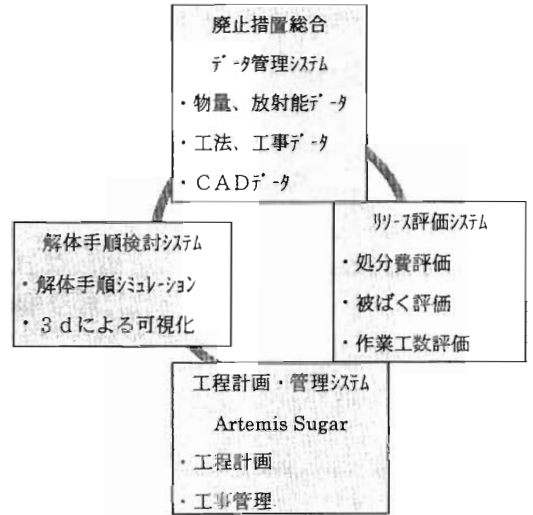 廃止措置総合
ﾃﾞｰﾀ管理ｼｽﾃﾑ
・物量、放射能ﾃﾞｰﾀ
・工法、工事ﾃﾞｰﾀ
・ＣＡＤﾃﾞｰﾀ
解体手順検討ｼｽﾃﾑ
・解体手順ｼﾐｭﾚｰｼｮﾝ
・３ｄによる可視化
ﾘｿｰｽ評価ｼｽﾃﾑ
・処分費評価
・被ばく評価
・作業工数評価
工程計画・管理ｼｽﾃﾑ
Artemis Sugar
・工程計画
・工事管理